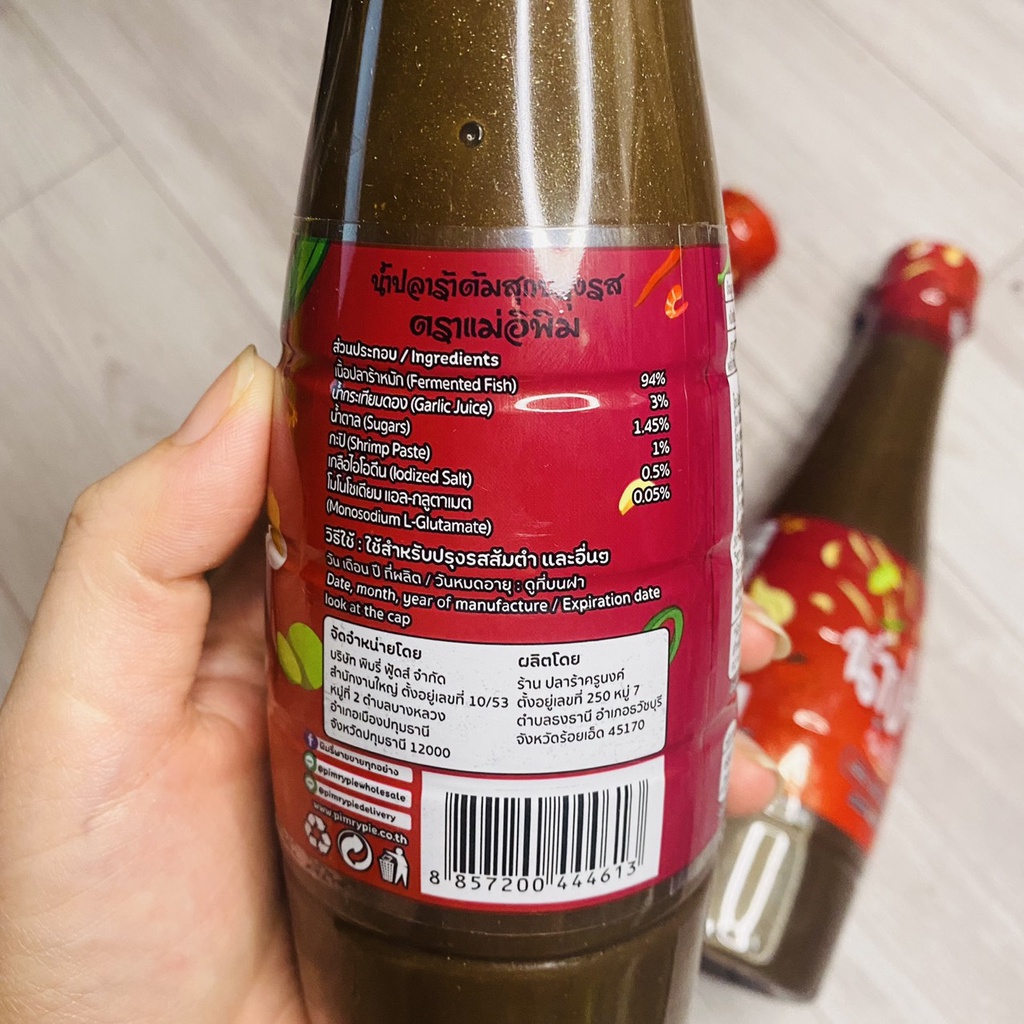 น้ำปลาร้าต้มสุกปรุงรส
ตราแม่อิพิม
ส่วนประกอบ / Ingredients
เนื้อปลาร้าหมัก (Fermented Fish) 94%
น้ำกระเทียมดอง (Garlic Juice) 3%
น้ำตาล (Sugars) 1.45%
กะปิ (Shrimp Paste) 1%
เกลือไอโอดีน (Iodized Salt) 0.5%
โมโนโซเดียม แอล-กลูตาเมต 0.05%
(Monosodium L-Glutamate)
วิธีใช้ : ใช้สำหรับปรุงรสส้มตำ และอื่นๆ
วัน เดือน ปี ที่ผลิต / วันหมดอายุ : ดูที่บนฝา
Date, month, year of manufacture / Expiration date
look at the cap
จัดจำหน่ายโดย
บริษัท พิมรี่ ฟู้ดส์ จำกัด
สำนักงานใหญ่ ตั้งอยู่เลขที่ 10/53
หมู่ที่ 2 ตำบลบางหลวง
อำเภอเมืองปทุมธานี
จังหวัดปทุมธานี 12000
ผลิตโดย
ร้าน ปลาร้าครูนงค์
ตั้งอยู่เลขที่ 250 หมู่ 7
ตำบลธงธานี อำเภอธวัชบุรี
จังหวัดร้อยเอ็ด 45170
พิมรี่พายขายทุกอย่าง
@pimrypiewholesale
@pimrypiedelivery
www.pimrypie.co.th
8 857200 444613